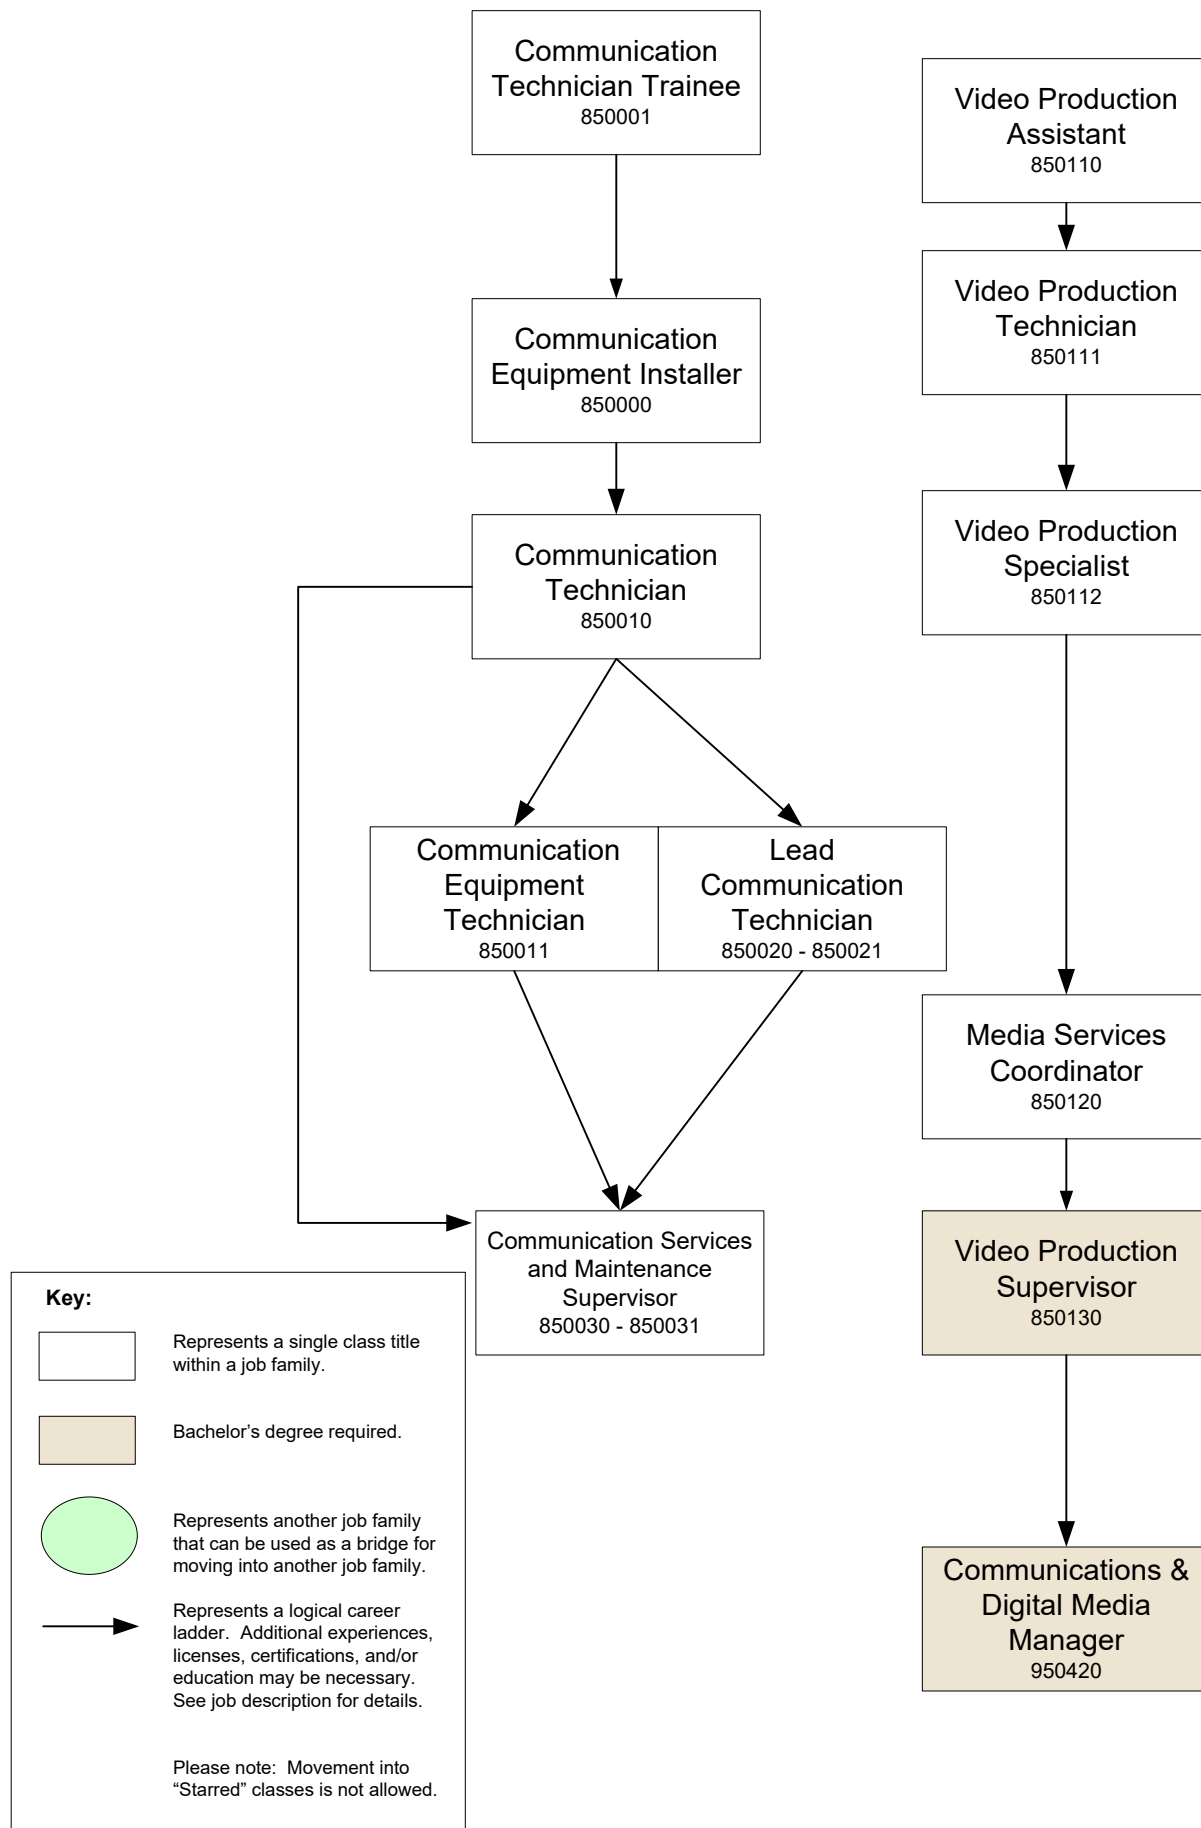 Communication
Technician Trainee
850001
Communication
Equipment Installer
850000
Communication
Technician
850010
Communication
Equipment
Technician
850011
Lead
Communication
Technician
850020 - 850021
Communication Services
and Maintenance
Supervisor
850030 - 850031
Video Production
Assistant
850110
Video Production
Technician
850111
Video Production
Specialist
850112
Media Services
Coordinator
850120
Video Production
Supervisor
850130
Communications &
Digital Media
Manager
950420
Key:
Represents a single class title
within a job family.
Bachelor’s degree required.
Represents another job family
that can be used as a bridge for
moving into another job family.
Represents a logical career
ladder.  Additional experiences,
licenses, certifications, and/or
education may be necessary.
See job description for details.
Please note:  Movement into
“Starred” classes is not allowed.